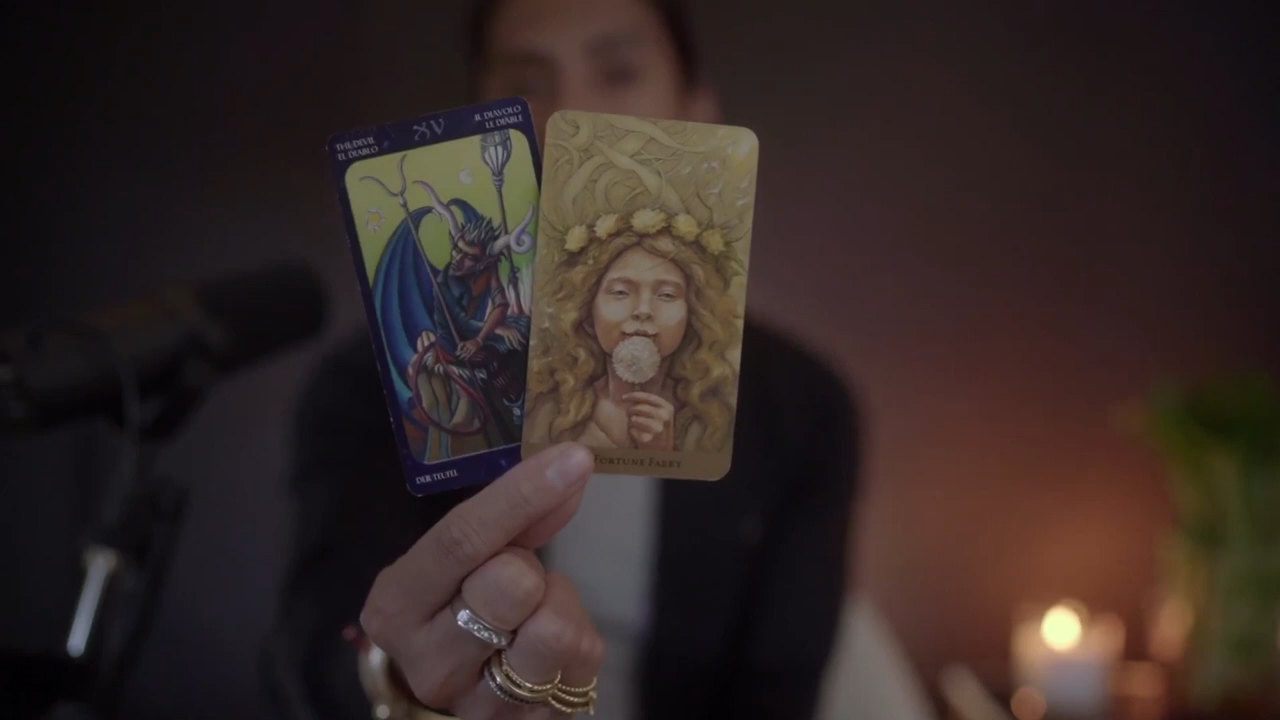 THE DEVIL
EL DIABLO
XV
IL DIAVOLO
LE DIABLE
DER TEUFEL
FORTUNE FAERY